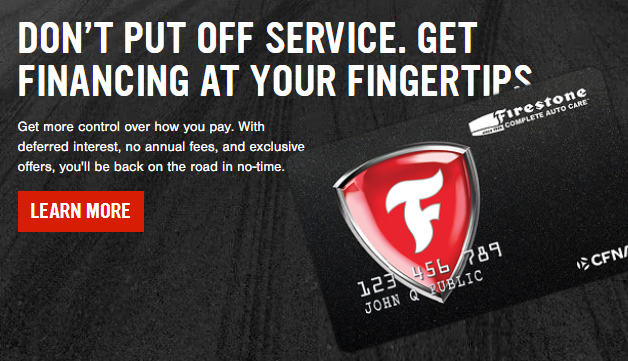 DON'T PUT OFF SERVICE. GET
FINANCING AT YOUR FINGERTIPS
Get more control over how you pay. With
deferred interest, no annual fees, and exclusive
offers, you'll be back on the road in no-time.
LEARN MORE
Firestone
COMPLETE AUTO CARE™
F
123 456 789
JOHN Q PUBLIC
CFNA